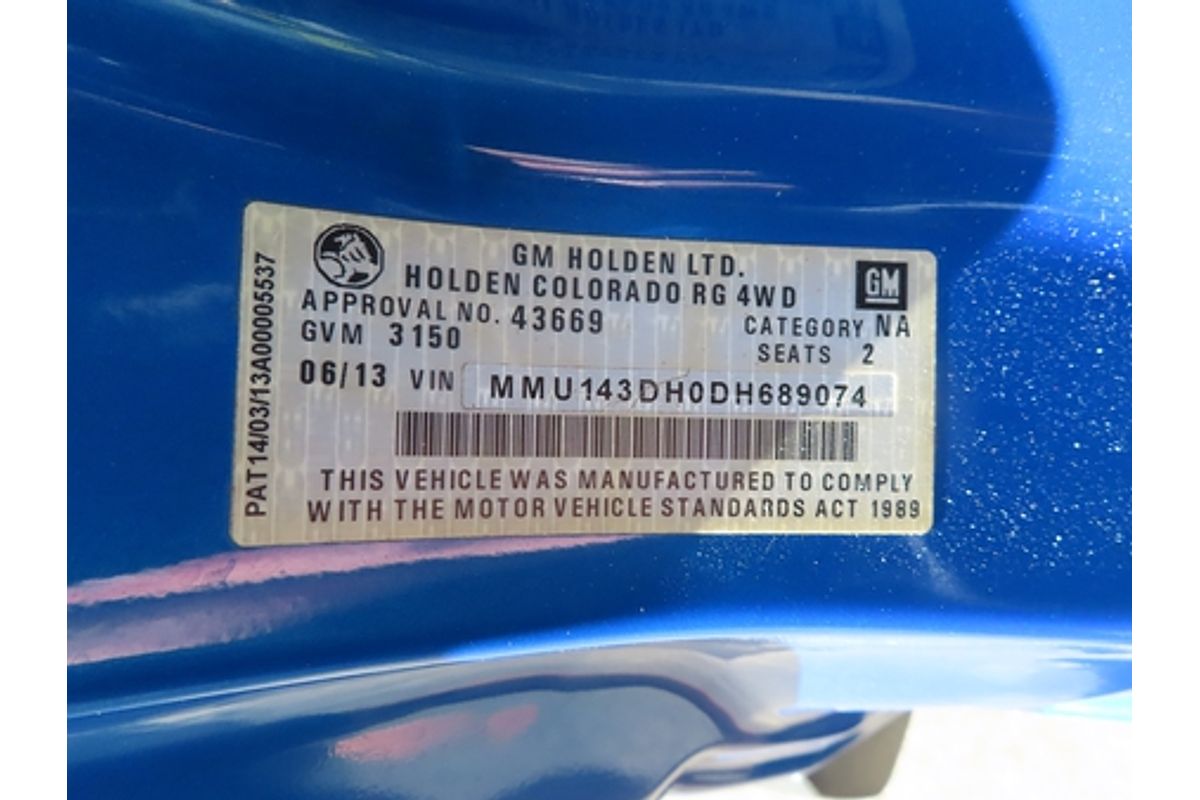 GM HOLDEN LTD.
HOLDEN COLORADO RG 4WD
GM
APPROVAL NO. 43669
CATEGORY NA
GVM 3150
SEATS 2
06/13 VIN MMU143DH0DH689074
THIS VEHICLE WAS MANUFACTURED TO COMPLY
WITH THE MOTOR VEHICLE STANDARDS ACT 1989
PAT14/03/13A00005537